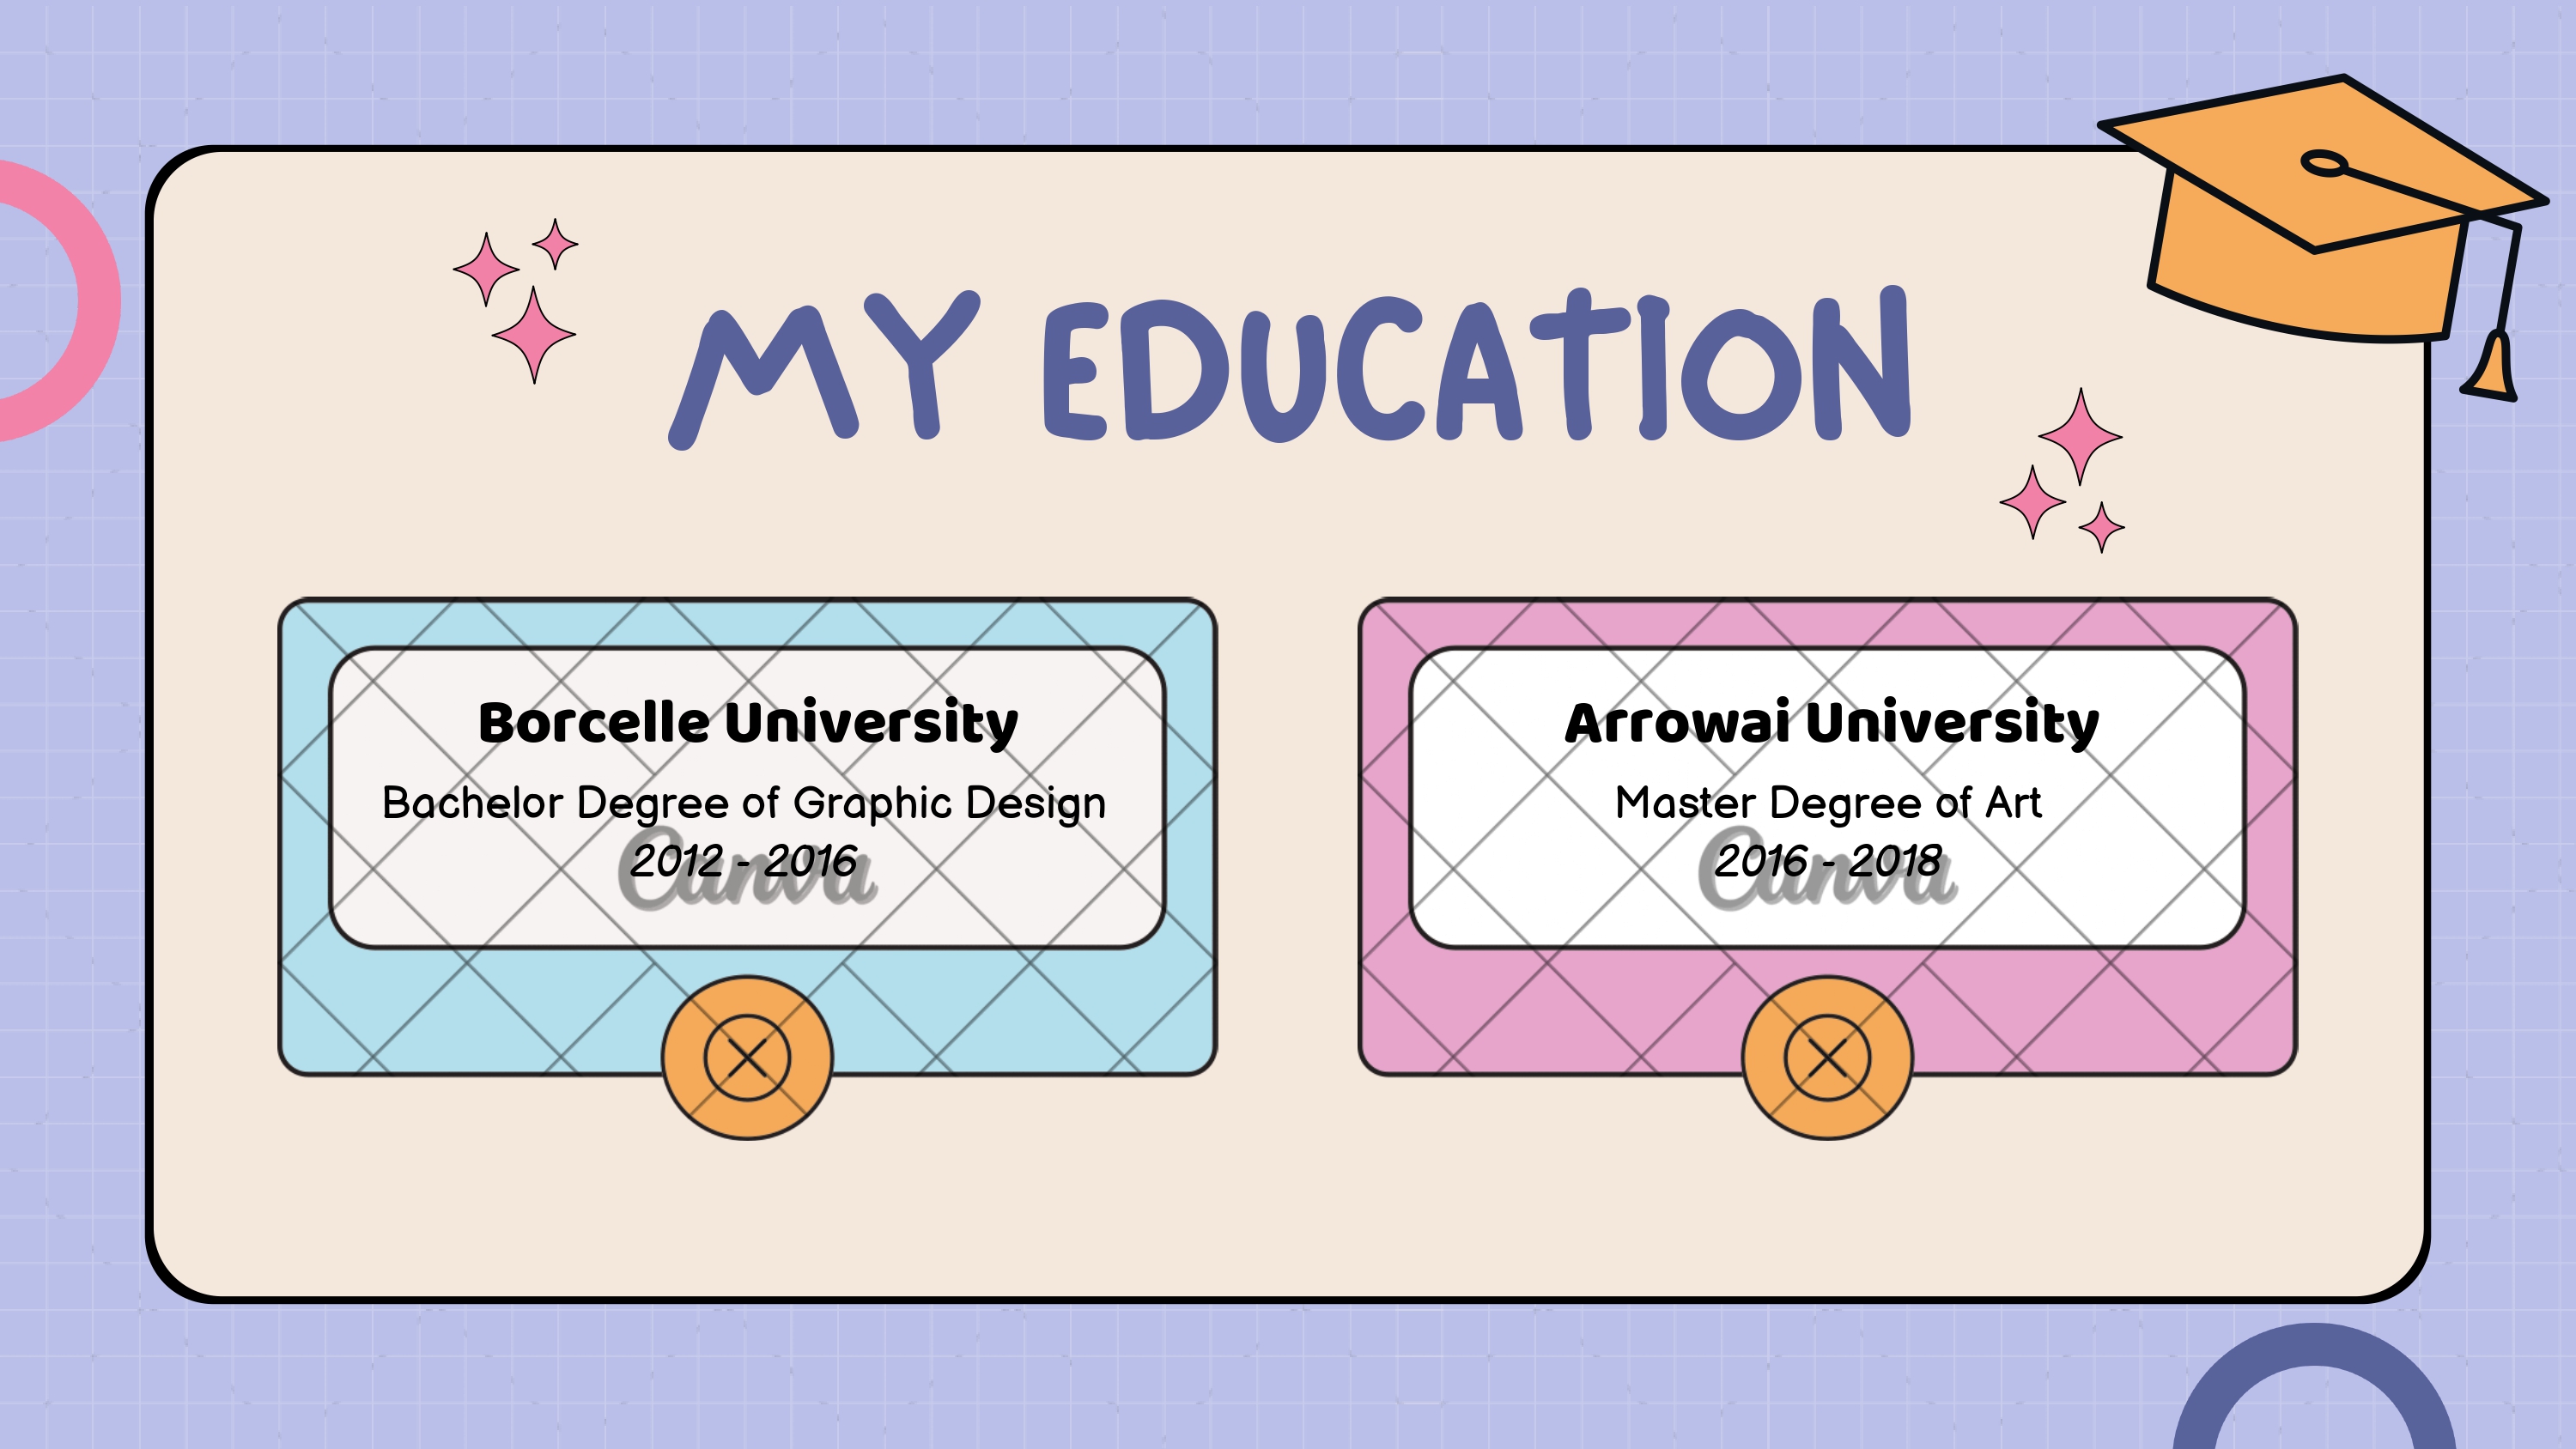 MY EDUCATION
Borcelle University
Bachelor Degree of Graphic Design
2012 - 2016
Canva
Arrowai University
Master Degree of Art
2016 - 2018
Canva